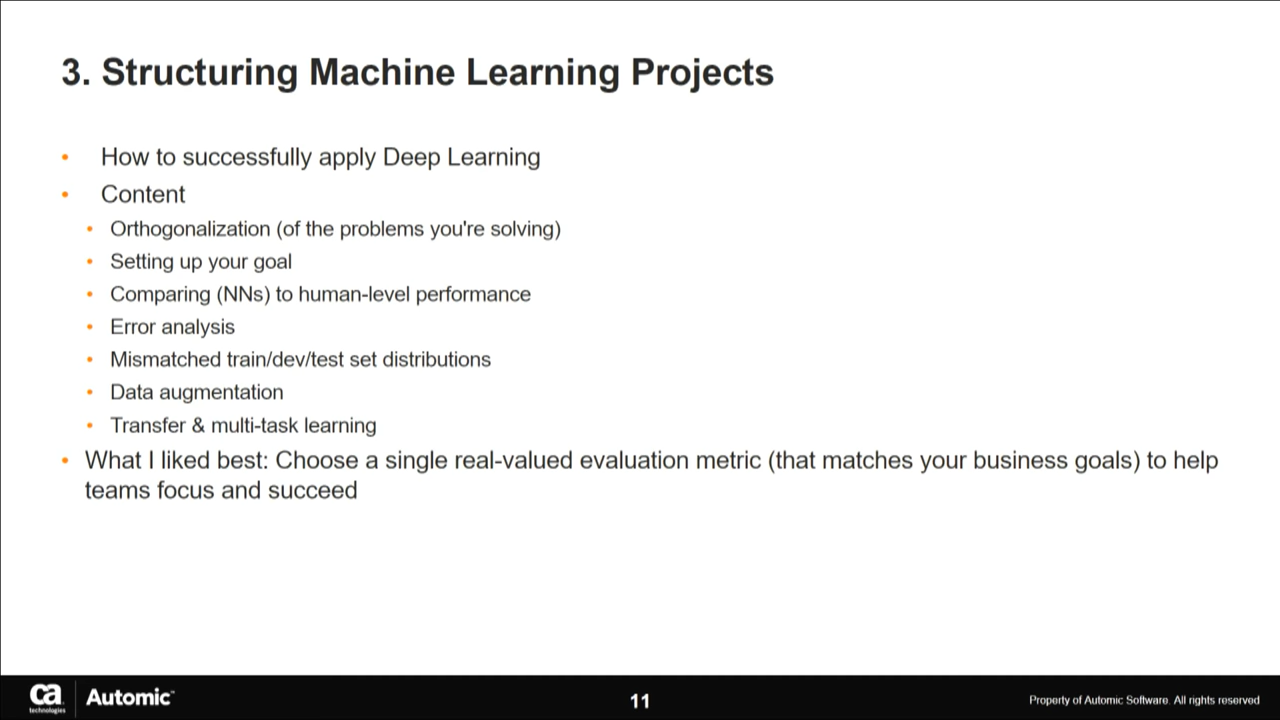 3. Structuring Machine Learning Projects
• How to successfully apply Deep Learning
• Content
• Orthogonalization (of the problems you're solving)
• Setting up your goal
• Comparing (NNs) to human-level performance
• Error analysis
• Mismatched train/dev/test set distributions
• Data augmentation
• Transfer & multi-task learning
• What I liked best: Choose a single real-valued evaluation metric (that matches your business goals) to help
teams focus and succeed
ca
technologies
Automic™
11
Property of Automic Software. All rights reserved